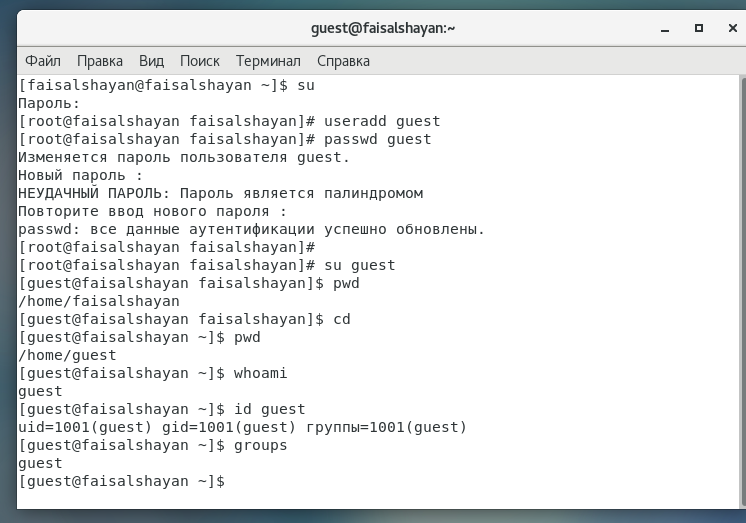 guest@faisalshayan:~
Файл Правка Вид Поиск Терминал Справка
[faisalshayan@faisalshayan ~]$ su
Пароль:
[root@faisalshayan faisalshayan]# useradd guest
[root@faisalshayan faisalshayan]# passwd guest
Изменяется пароль пользователя guest.
Новый пароль :
НЕУДАЧНЫЙ ПАРОЛЬ: Пароль является палиндромом
Повторите ввод нового пароля :
passwd: все данные аутентификации успешно обновлены.
[root@faisalshayan faisalshayan]#
[root@faisalshayan faisalshayan]# su guest
[guest@faisalshayan faisalshayan]$ pwd
/home/faisalshayan
[guest@faisalshayan faisalshayan]$ cd
[guest@faisalshayan ~]$ pwd
/home/guest
[guest@faisalshayan ~]$ whoami
guest
[guest@faisalshayan ~]$ id guest
uid=1001(guest) gid=1001(guest) группы=1001(guest)
[guest@faisalshayan ~]$ groups
guest
[guest@faisalshayan ~]$